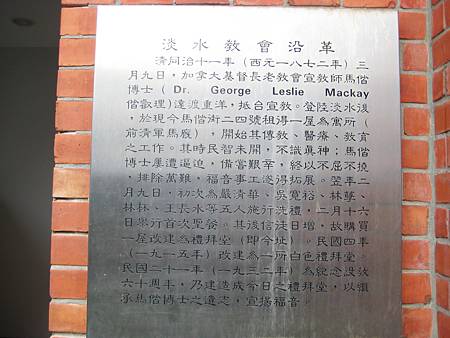 淡水教會沿革
清同治十一年（西元一八七二年）三
月九日，加拿大基督長老教會宣教師馬偕
博士（Dr. George Leslie Mackay
偕叡理）遠渡重洋，抵台宣教。登陸淡水後
，於現今馬偕街二四號租得一屋為寓所（
前清軍馬廄），開始其傳教、醫療、教育
之工作。其時民智未開，不識真神；馬偕
博士屢遭逼迫，備嘗艱辛，終以不屈不撓
，排除萬難，福音事工遂得拓展。翌年二
月九日，初次為嚴清華、吳寬裕、林孽、
林杯、王長水等五人施行洗禮，二月十六
日舉行首次聖餐。其後信徒日增，故購買
一屋改建為禮拜堂（即今址）。民國四年
（一九一五年）改建為一所白色禮拜堂。
民國二十一年（一九三二年）為紀念設教
六十周年，乃建造成今日之禮拜堂，以繼
承馬偕博士之遺志，宣揚福音。